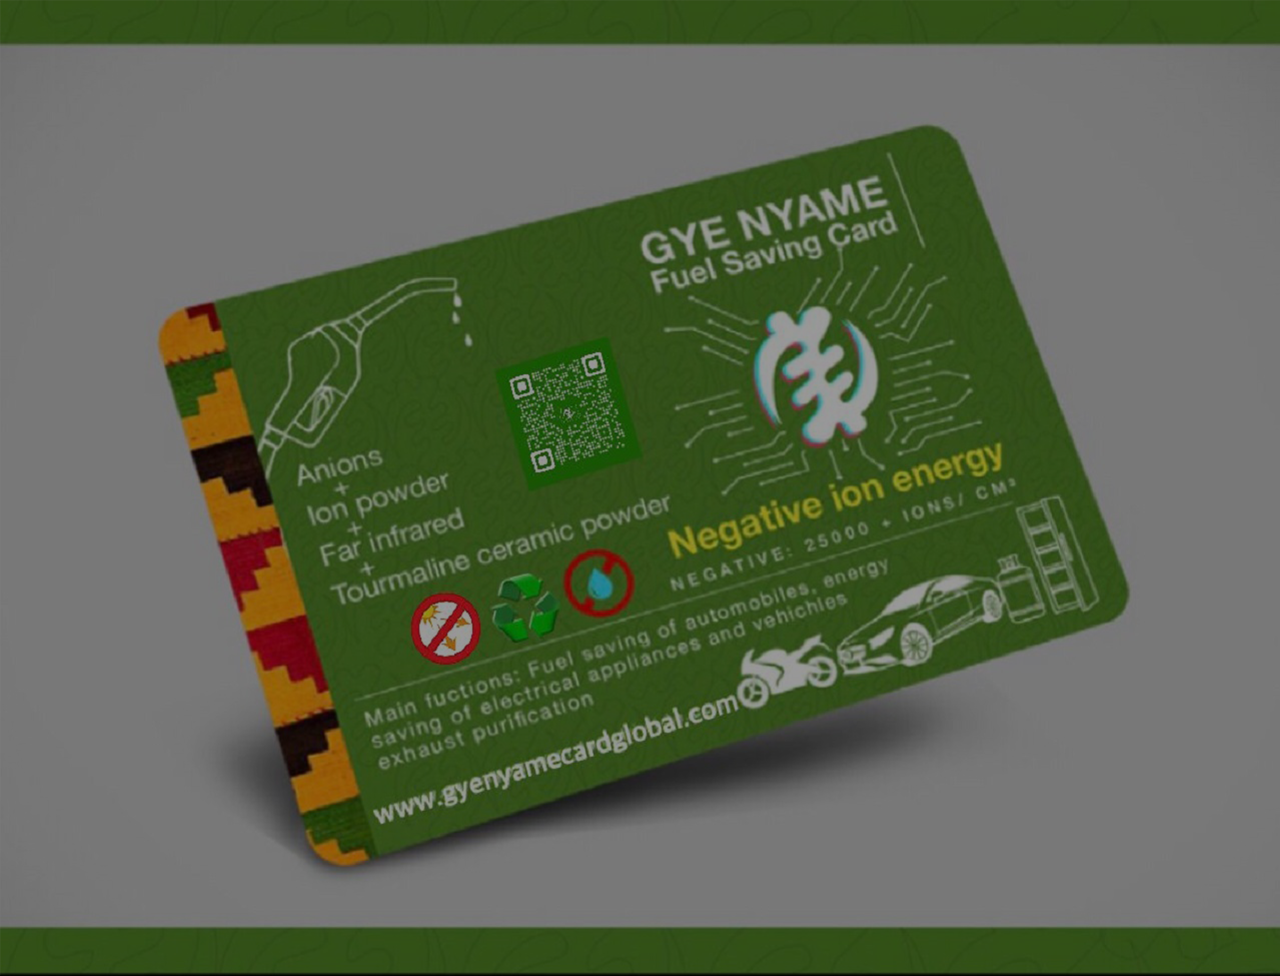 GYE NYAME
Fuel Saving Card
Anions
+
Ion powder
+
Far infrared
+
Tourmaline ceramic powder
Negative ion energy
NEGATIVE: 25000 + IONS/ CM³
Main fuctions: Fuel saving of automobiles, energy
saving of electrical appliances and vehichles
exhaust purification
www.gyenyamecardglobal.com